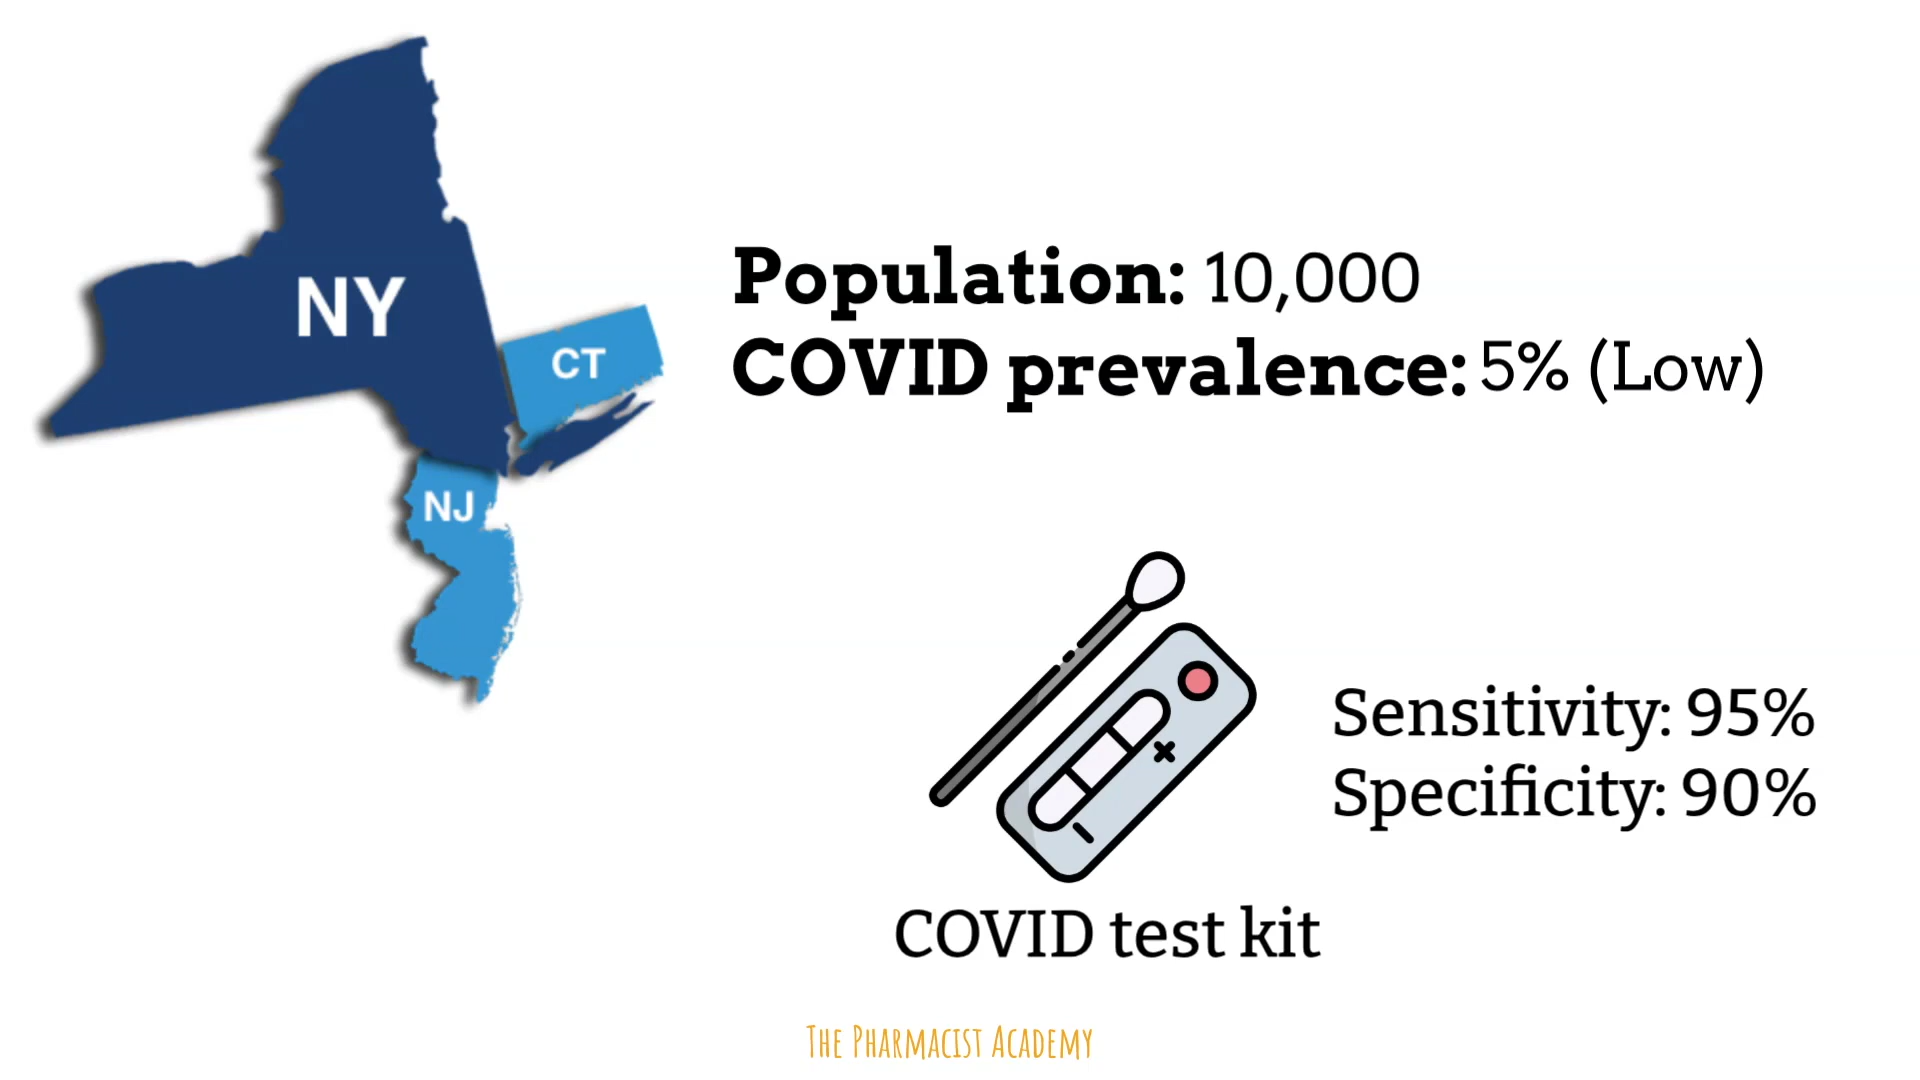 NY
CT
NJ
Population: 10,000
COVID prevalence: 5% (Low)
Sensitivity: 95%
Specificity: 90%
COVID test kit
The Pharmacist Academy